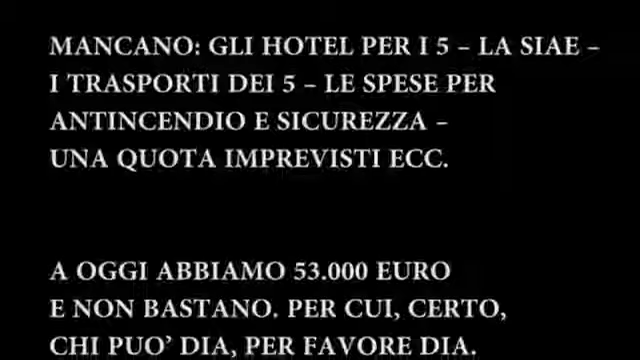 MANCANO: GLI HOTEL PER I 5 – LA SIAE –
I TRASPORTI DEI 5 – LE SPESE PER
ANTINCENDIO E SICUREZZA –
UNA QUOTA IMPREVISTI ECC.
A OGGI ABBIAMO 53.000 EURO
E NON BASTANO. PER CUI, CERTO,
CHI PUO’ DIA, PER FAVORE DIA.